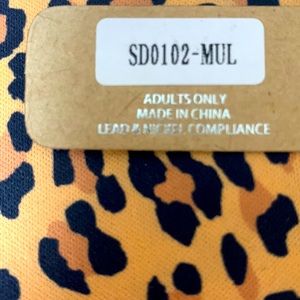 SD0102-MUL
ADULTS ONLY
MADE IN CHINA
LEAD & NICKEL COMPLIANCE